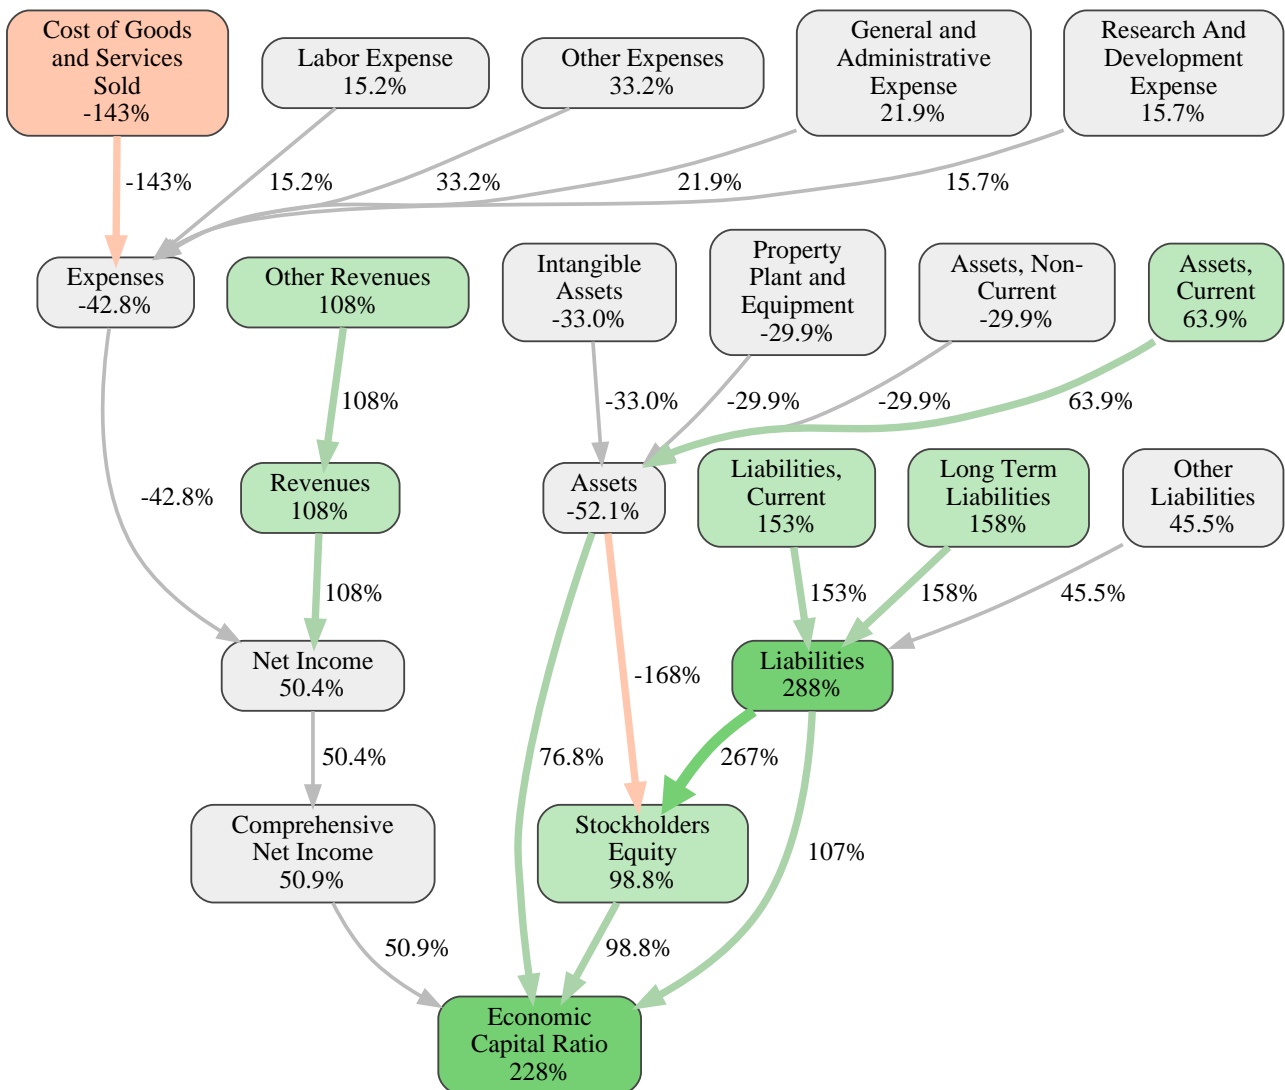 Cost of Goods
and Services
Sold
-143%
Labor Expense
15.2%
Other Expenses
33.2%
General and
Administrative
Expense
21.9%
Research And
Development
Expense
15.7%
-143%
15.2%
33.2%
21.9%
15.7%
Expenses
-42.8%
Other Revenues
108%
Intangible
Assets
-33.0%
Property
Plant and
Equipment
-29.9%
Assets, Non-
Current
-29.9%
Assets,
Current
63.9%
108%
-33.0%
-29.9%
-29.9%
63.9%
-42.8%
Revenues
108%
Assets
-52.1%
Liabilities,
Current
153%
Long Term
Liabilities
158%
Other
Liabilities
45.5%
108%
153%
158%
45.5%
Net Income
50.4%
-168%
Liabilities
288%
50.4%
76.8%
267%
Comprehensive
Net Income
50.9%
Stockholders
Equity
98.8%
107%
50.9%
98.8%
Economic
Capital Ratio
228%